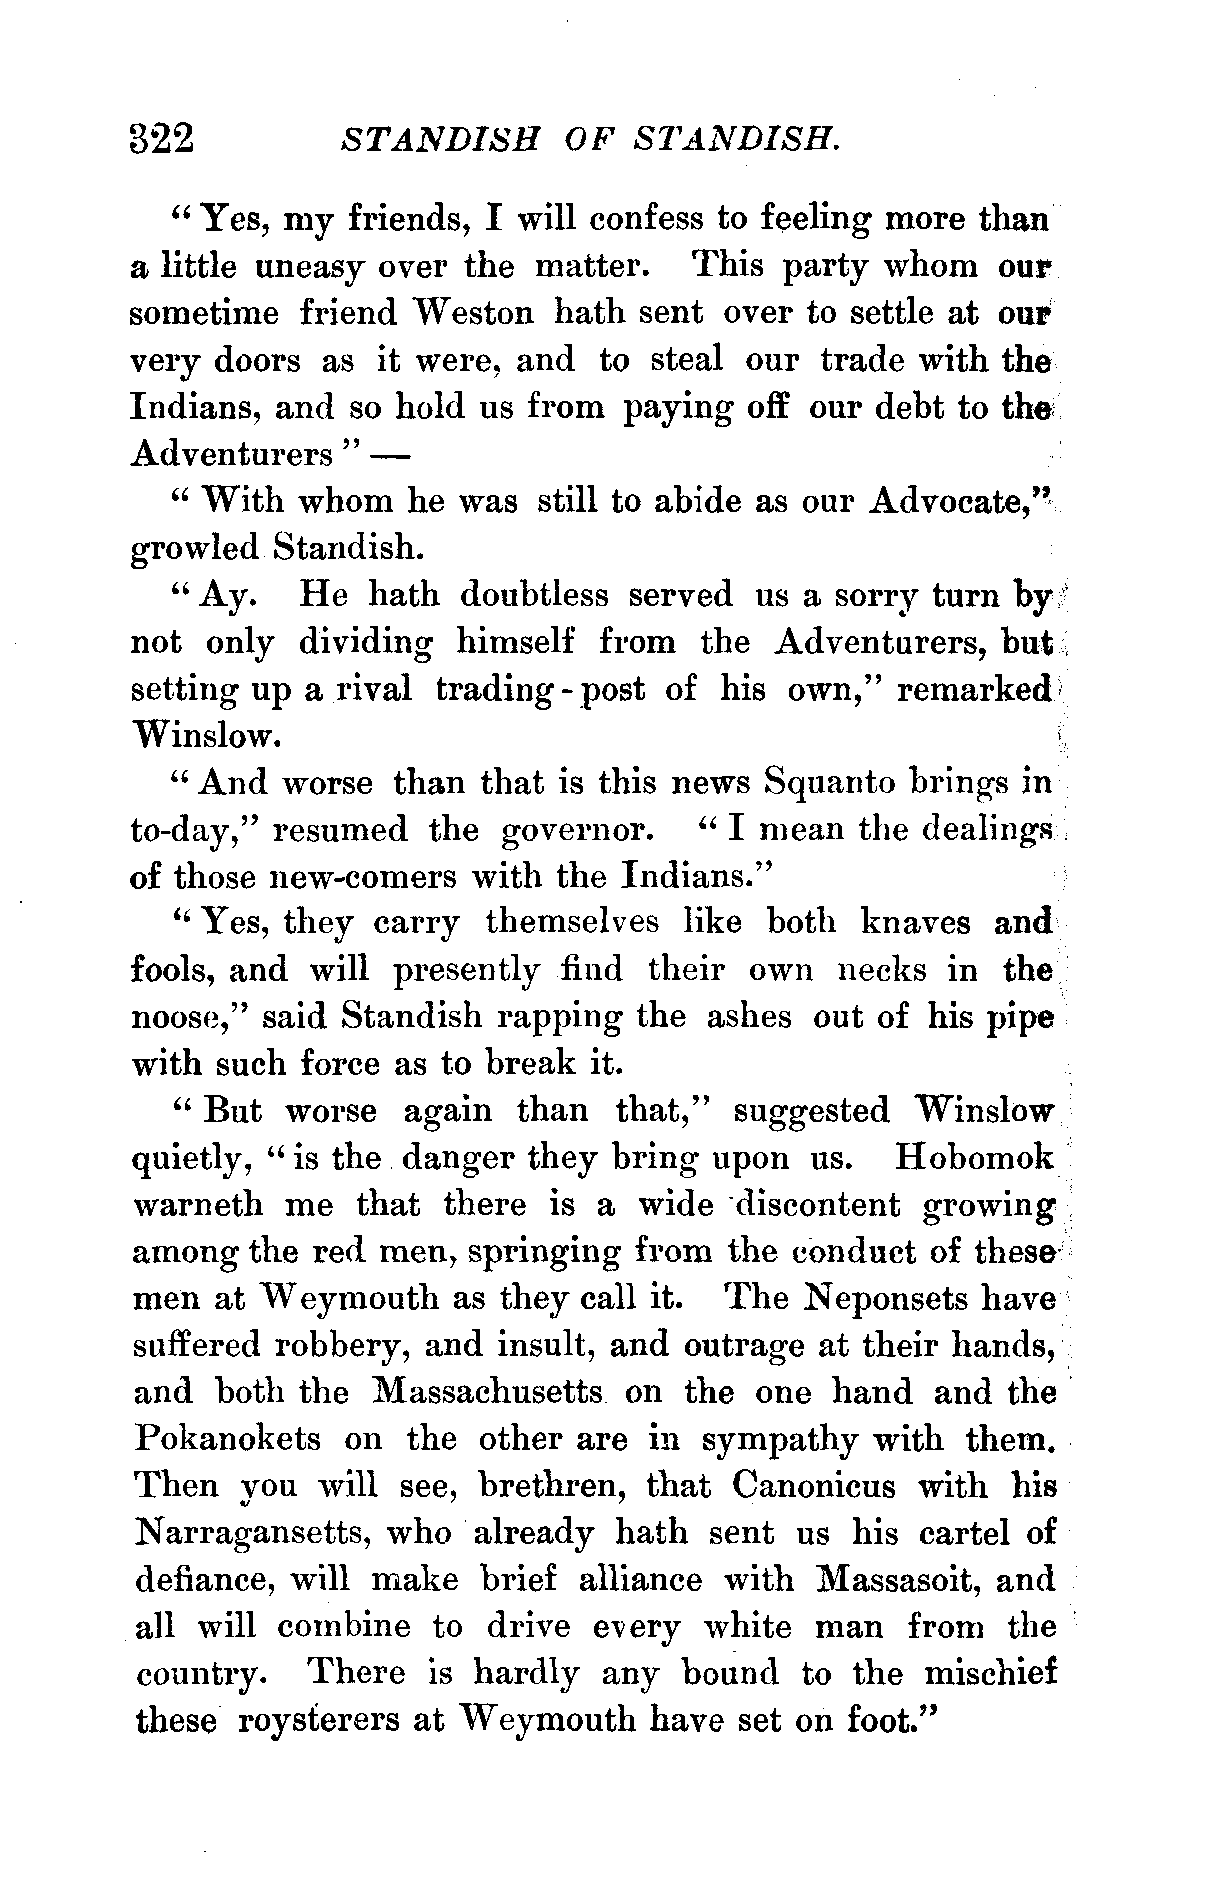 322 STANDISH OF STANDISH.
“ Yes, my friends, I will confess to feeling more than
a little uneasy over the matter. This party whom our
sometime friend Weston hath sent over to settle at our
very doors as it were, and to steal our trade with the
Indians, and so hold us from paying off our debt to the
Adventurers ” —
“ With whom he was still to abide as our Advocate,”
growled Standish.
“ Ay. He hath doubtless served us a sorry turn by
not only dividing himself from the Adventurers, but
setting up a rival trading-post of his own,” remarked
Winslow.
“ And worse than that is this news Squanto brings in
to-day,” resumed the governor. “ I mean the dealings
of those new-comers with the Indians.”
“ Yes, they carry themselves like both knaves and
fools, and will presently find their own necks in the
noose,” said Standish rapping the ashes out of his pipe
with such force as to break it.
“ But worse again than that,” suggested Winslow
quietly, “ is the danger they bring upon us. Hobomok
warneth me that there is a wide discontent growing
among the red men, springing from the conduct of these
men at Weymouth as they call it. The Neponsets have
suffered robbery, and insult, and outrage at their hands,
and both the Massachusetts on the one hand and the
Pokanokets on the other are in sympathy with them.
Then you will see, brethren, that Canonicus with his
Narragansetts, who already hath sent us his cartel of
defiance, will make brief alliance with Massasoit, and
all will combine to drive every white man from the
country. There is hardly any bound to the mischief
these roysterers at Weymouth have set on foot.”